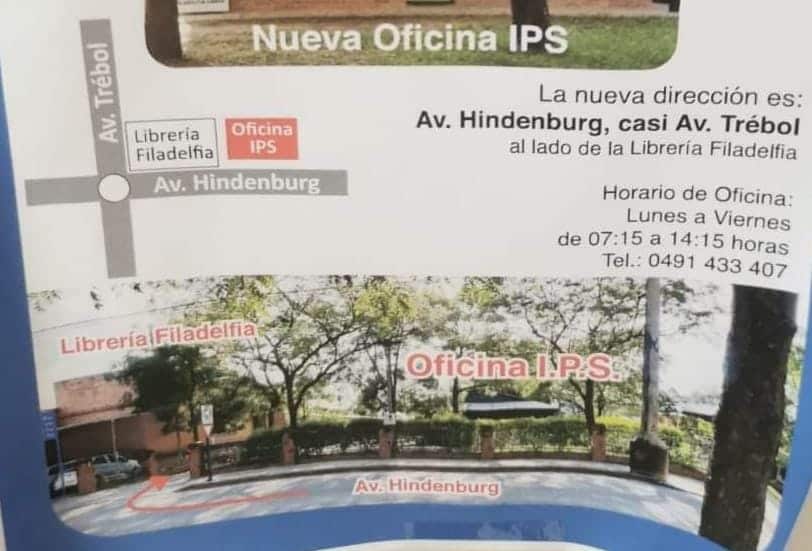 Nueva Oficina IPS
La nueva dirección es:
Av. Hindenburg, casi Av. Trébol
al lado de la Librería Filadelfia
Av. Trébol
Librería
Filadelfia
Oficina
IPS
Av. Hindenburg
Horario de Oficina:
Lunes a Viernes
de 07:15 a 14:15 horas
Tel.: 0491 433 407
Librería Filadelfia
Oficina I.P.S.
Av. Hindenburg